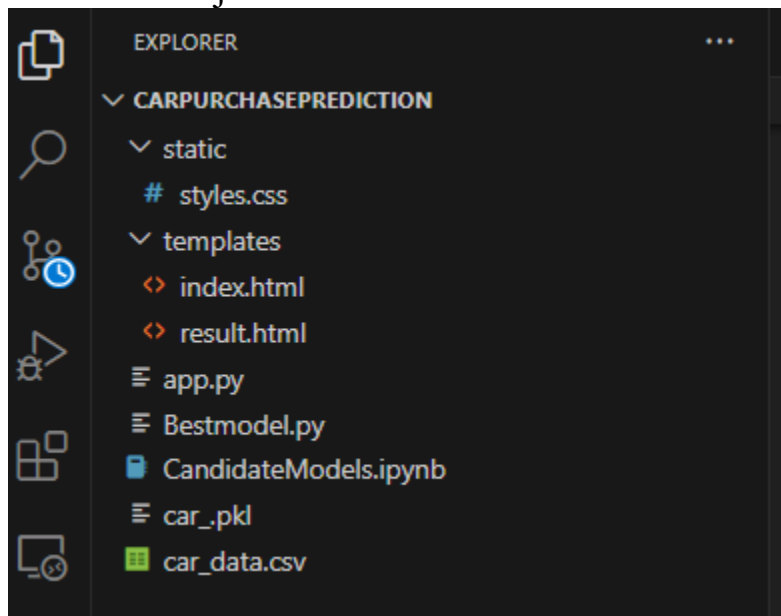 EXPLORER
CARPURCHASEPREDICTION
static
# styles.css
templates
<> index.html
<> result.html
app.py
Bestmodel.py
CandidateModels.ipynb
car_.pkl
car_data.csv